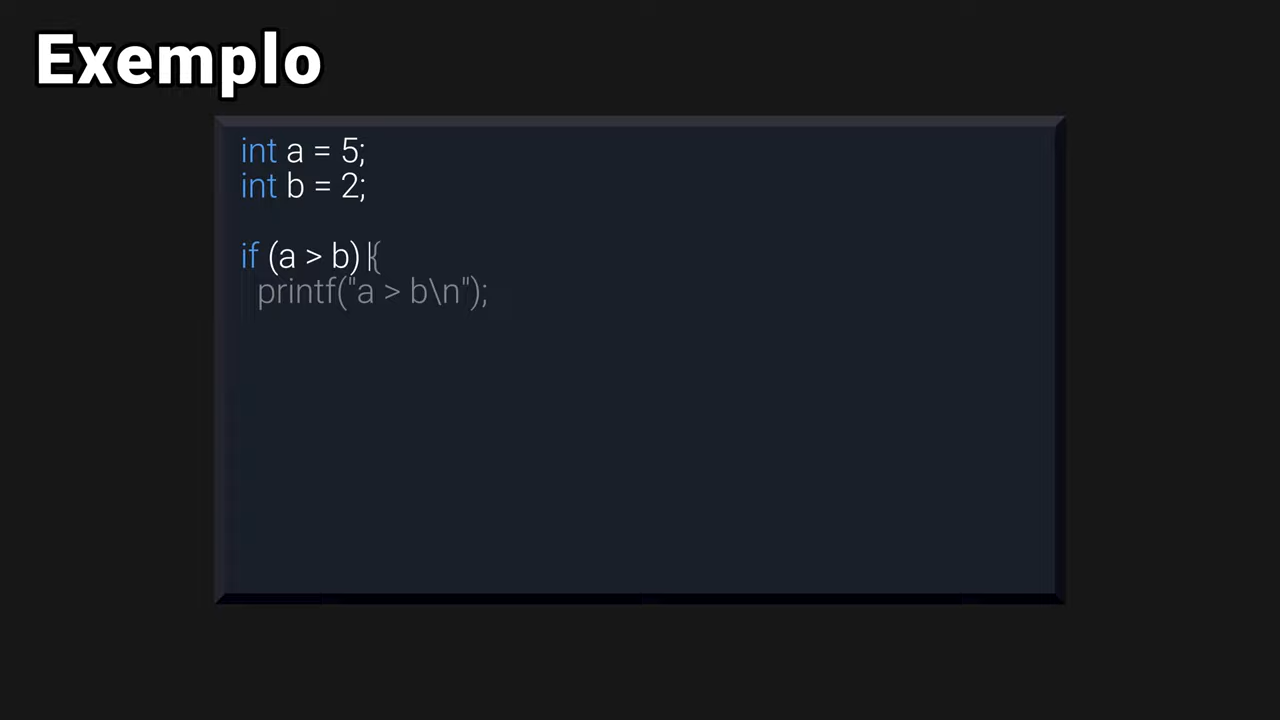 Exemplo
int a = 5;
int b = 2;
if (a > b) {
printf("a > b\n");